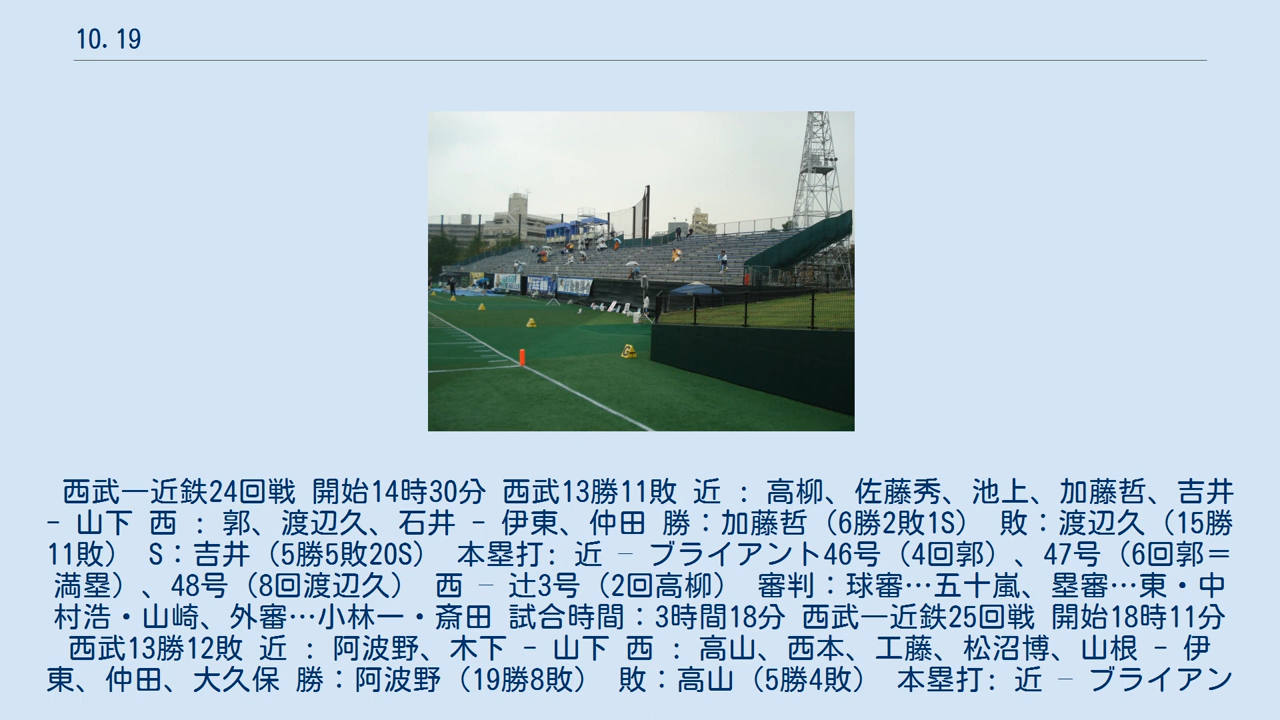 10.19
西武ー近鉄24回戦 開始14時30分 西武13勝11敗 近 : 高柳、佐藤秀、池上、加藤哲、吉井
- 山下 西 : 郭、渡辺久、石井 - 伊東、仲田 勝：加藤哲（6勝2敗1S） 敗：渡辺久（15勝
11敗） S：吉井（5勝5敗20S） 本塁打: 近 – ブライアント46号（4回郭）、47号（6回郭＝
満塁）、48号（8回渡辺久） 西 – 辻3号（2回高柳） 審判：球審…五十嵐、塁審…東・中
村浩・山崎、外審…小林一・斎田 試合時間：3時間18分 西武ー近鉄25回戦 開始18時11分
西武13勝12敗 近 : 阿波野、木下 - 山下 西 : 高山、西本、工藤、松沼博、山根 - 伊
東、仲田、大久保 勝：阿波野（19勝8敗） 敗：高山（5勝4敗） 本塁打: 近 – ブライアン